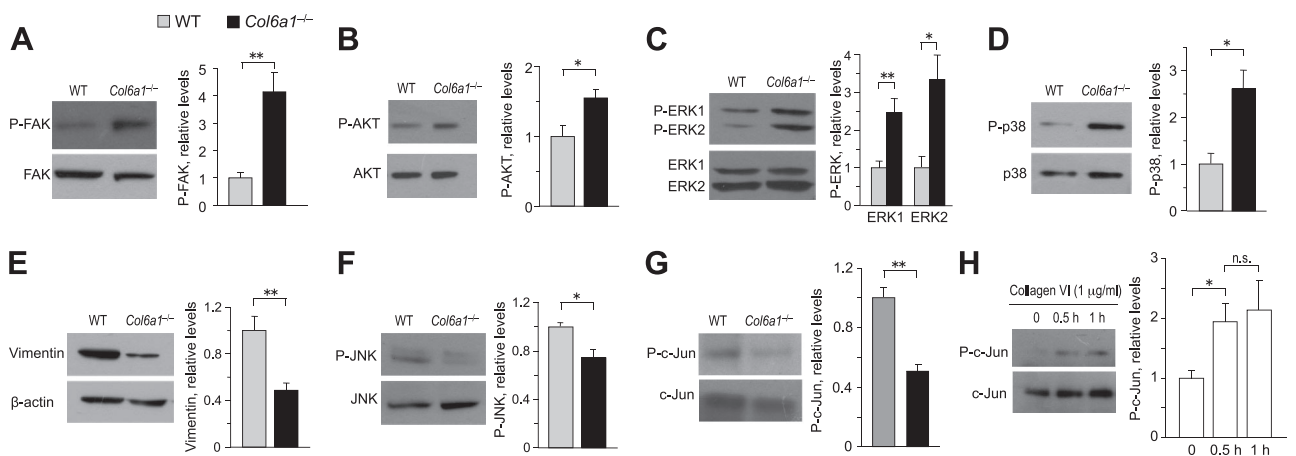 WT Col6a1–/–
A
WT Col6a1–/–
P-FAK
FAK
P-FAK, relative levels
5
4
3
2
1
0
**
B
WT Col6a1–/–
P-AKT
AKT
P-AKT, relative levels
2
1
0
*
C
WT Col6a1–/–
P-ERK1
P-ERK2
ERK1
ERK2
P-ERK, relative levels
4
3
2
1
0
**
*
ERK1 ERK2
D
WT Col6a1–/–
P-p38
p38
P-p38, relative levels
3
2
1
0
*
E
WT Col6a1–/–
Vimentin
β-actin
Vimentin, relative levels
1.2
0.8
0.4
0
**
F
WT Col6a1–/–
P-JNK
JNK
P-JNK, relative levels
1.2
0.8
0.4
0
*
G
WT Col6a1–/–
P-c-Jun
c-Jun
P-c-Jun, relative levels
1.2
0.8
0.4
0
**
H
Collagen VI (1 μg/ml)
0 0.5 h 1 h
P-c-Jun
c-Jun
P-c-Jun, relative levels
3
2
1
0
*
n.s.
0 0.5 h 1 h